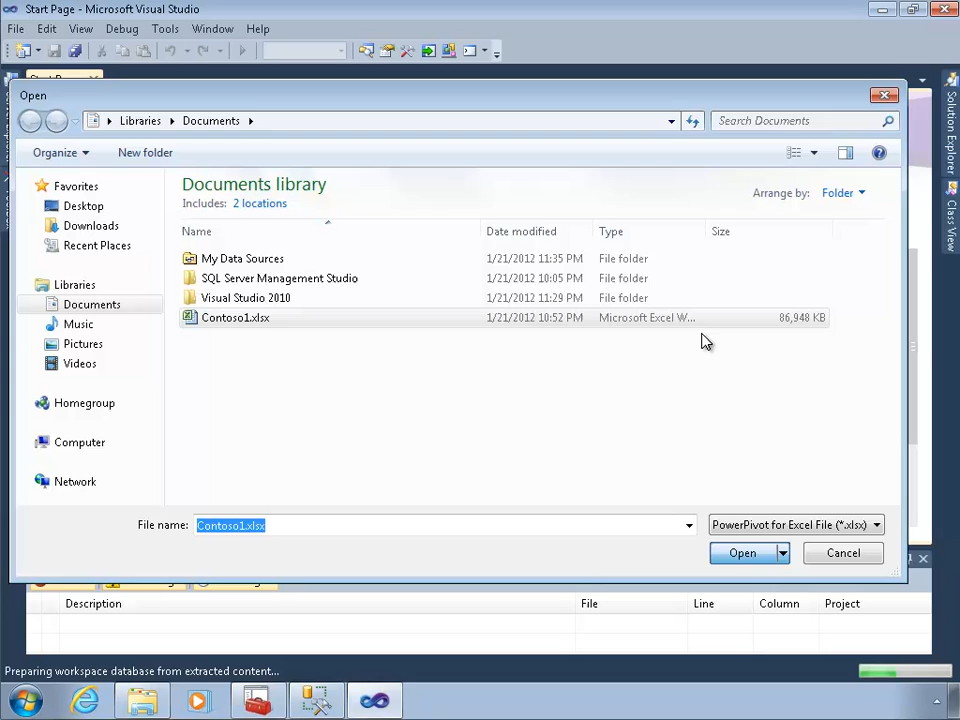 Start Page - Microsoft Visual Studio
File Edit View Debug Tools Window Help
Open
Libraries Documents
Search Documents
Organize New folder
Documents library
Includes: 2 locations
Arrange by: Folder
Name Date modified Type Size
My Data Sources 1/21/2012 11:35 PM File folder
SQL Server Management Studio 1/21/2012 10:05 PM File folder
Visual Studio 2010 1/21/2012 11:29 PM File folder
Contoso1.xlsx 1/21/2012 10:52 PM Microsoft Excel W... 86,948 KB
Favorites
Desktop
Downloads
Recent Places
Libraries
Documents
Music
Pictures
Videos
Homegroup
Computer
Network
File name: Contoso1.xlsx PowerPivot for Excel File (*.xlsx)
Open Cancel
Solution Explorer
Class View
Description File Line Column Project
Preparing workspace database from extracted content...